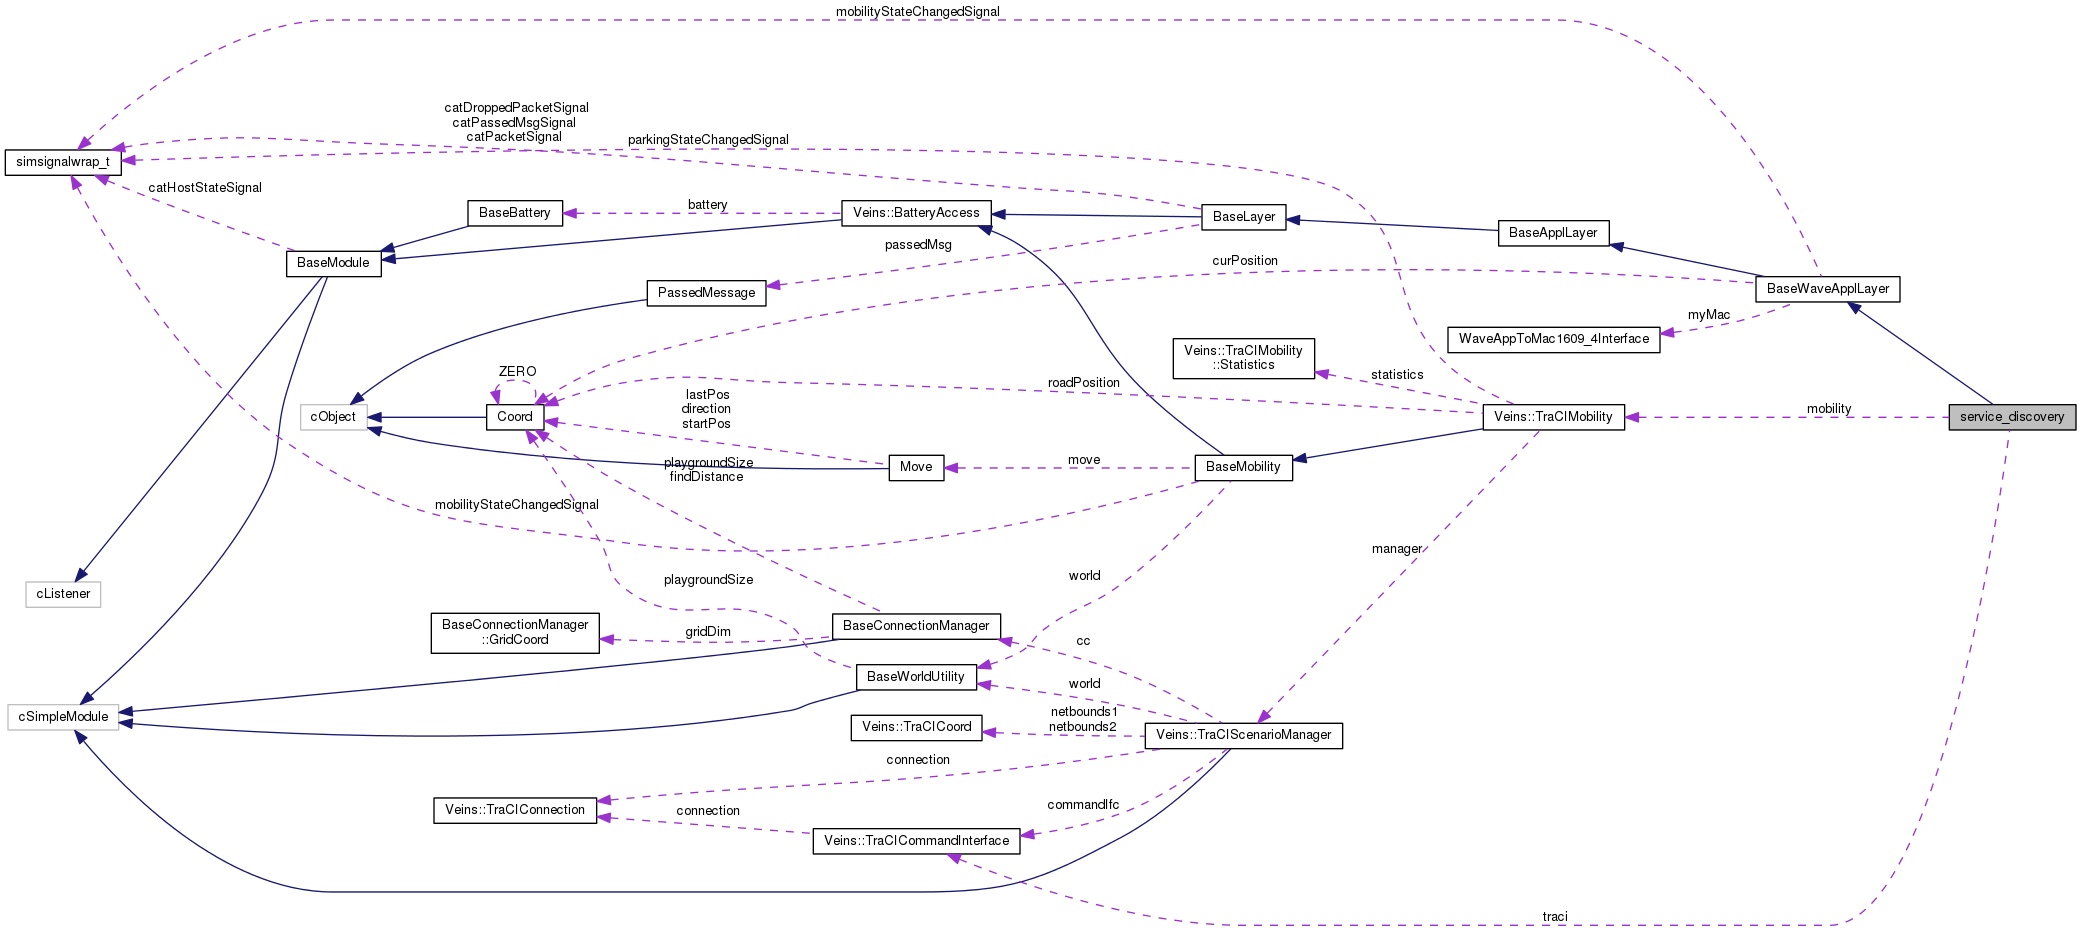 mobilityStateChangedSignal
catDroppedPacketSignal
catPassedMsgSignal
catPacketSignal
parkingStateChangedSignal
simsignalwrap_t
catHostStateSignal
BaseBattery
battery
Veins::BatteryAccess
BaseLayer
BaseApplLayer
BaseModule
passedMsg
curPosition
PassedMessage
BaseWaveApplLayer
myMac
WaveAppToMac1609_4Interface
Veins::TraCIMobility
::Statistics
ZERO
statistics
roadPosition
lastPos
direction
startPos
cObject
Coord
Veins::TraCIMobility
mobility
service_discovery
playgroundSize
findDistance
Move
move
BaseMobility
mobilityStateChangedSignal
manager
cListener
playgroundSize
world
BaseConnectionManager
::GridCoord
gridDim
BaseConnectionManager
cc
BaseWorldUtility
world
cSimpleModule
Veins::TraCICoord
netbounds1
netbounds2
Veins::TraCIScenarioManager
connection
Veins::TraCIConnection
connection
commandIfc
Veins::TraCICommandInterface
traci